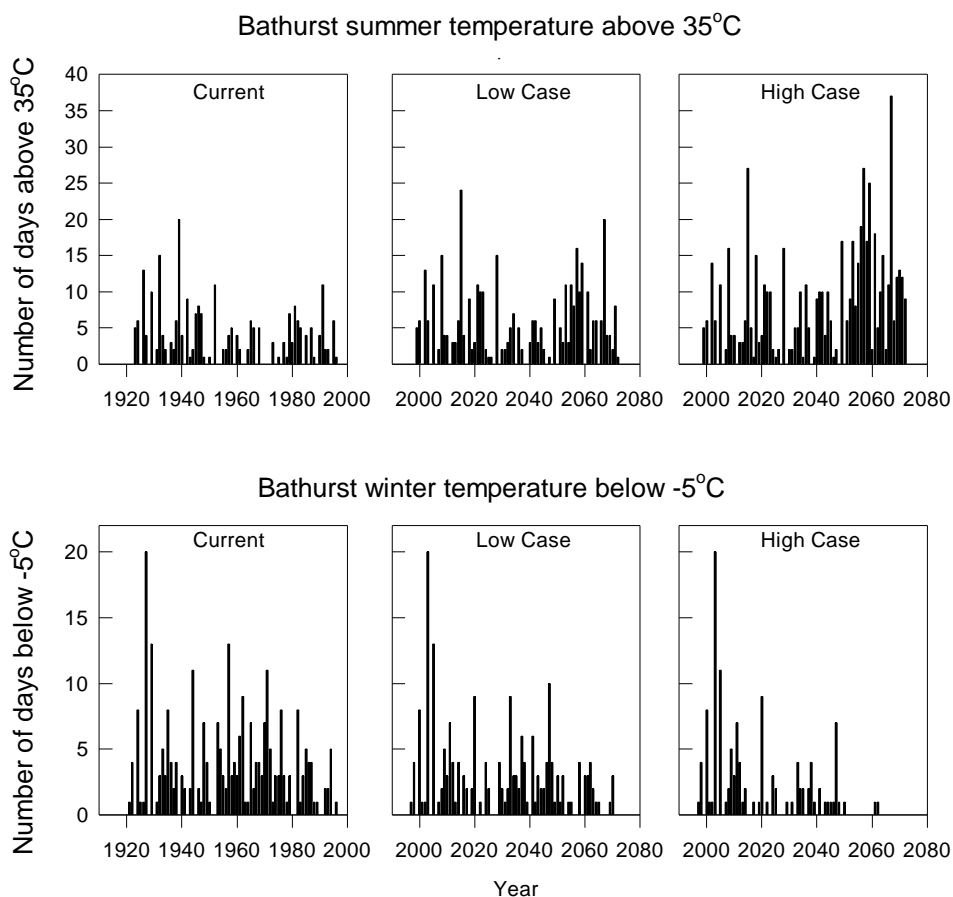 Bathurst summer temperature above 35°C
Number of days above 35°C
Current
Low Case
High Case
40
35
30
25
20
15
10
5
0
1920 1940 1960 1980 2000
2000 2020 2040 2060 2080
2000 2020 2040 2060 2080
Bathurst winter temperature below -5°C
Number of days below -5°C
Current
Low Case
High Case
20
15
10
5
0
1920 1940 1960 1980 2000
2000 2020 2040 2060 2080
2000 2020 2040 2060 2080
Year